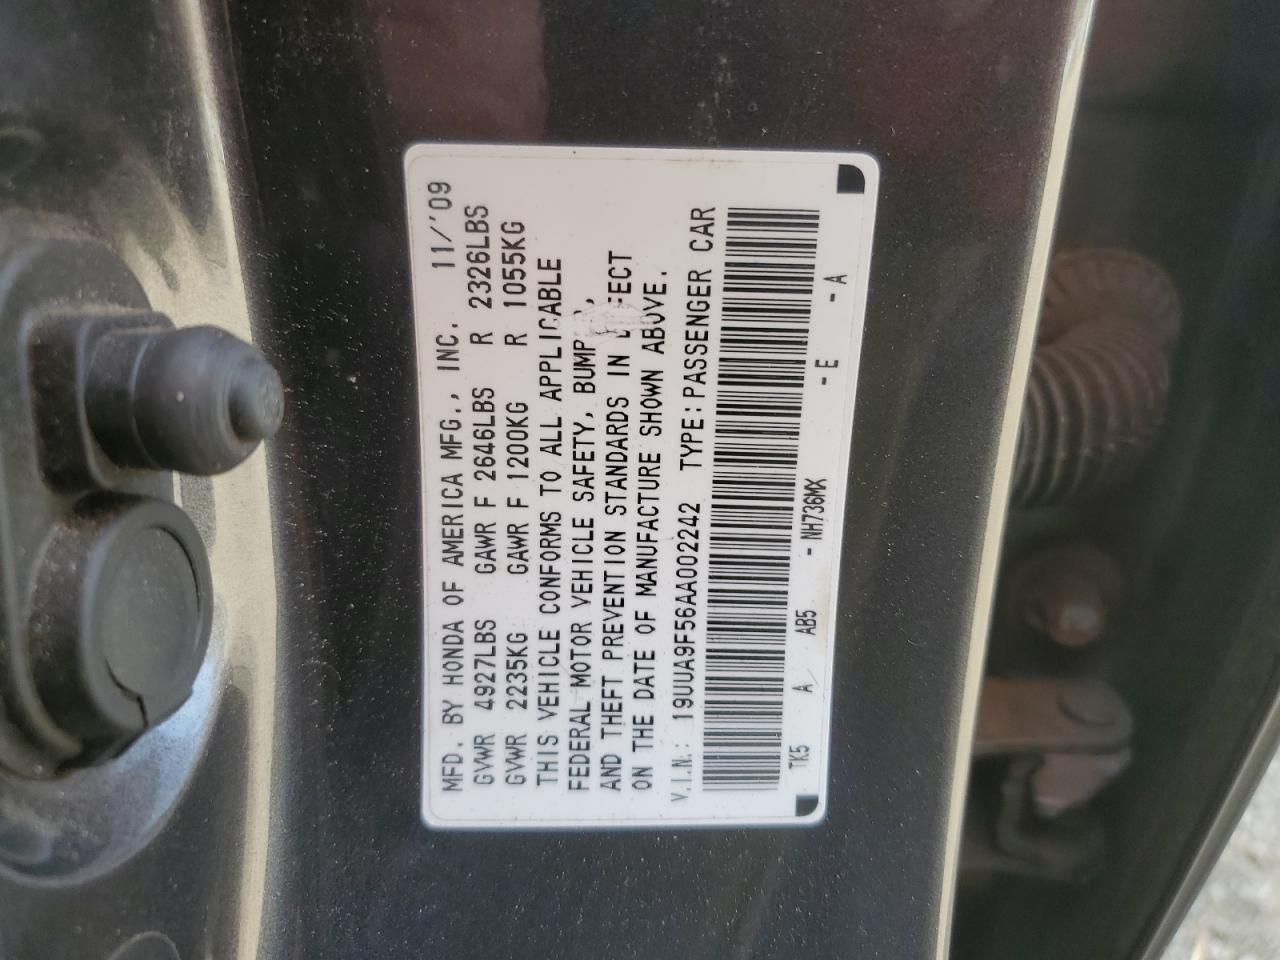 MFD. BY HONDA OF AMERICA MFG., INC. 11/'09
GVWR 4927LBS GAWR F 2646LBS R 2326LBS
GVWR 2235KG GAWR F 1200KG R 1055KG
THIS VEHICLE CONFORMS TO ALL APPLICABLE
FEDERAL MOTOR VEHICLE SAFETY,
AND THEFT PREVENTION STANDARDS IN
ON THE DATE OF MANUFACTURE SHOWN ABOVE.
V.I.N.: 19UUA9F56AA002242 TYPE:PASSENGER CAR
TK5 A AB5 - NH736MX - E - A